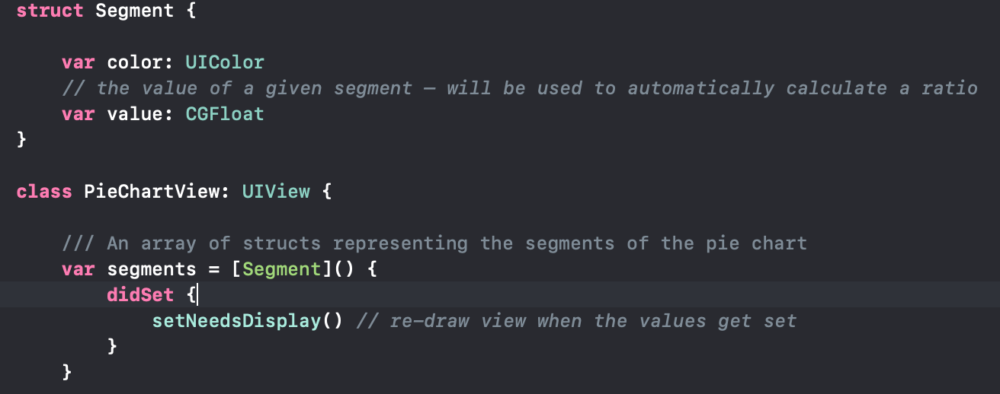 struct Segment {
var color: UIColor
// the value of a given segment – will be used to automatically calculate a ratio
var value: CGFloat
}
class PieChartView: UIView {
/// An array of structs representing the segments of the pie chart
var segments = [Segment]() {
didSet {
setNeedsDisplay() // re-draw view when the values get set
}
}